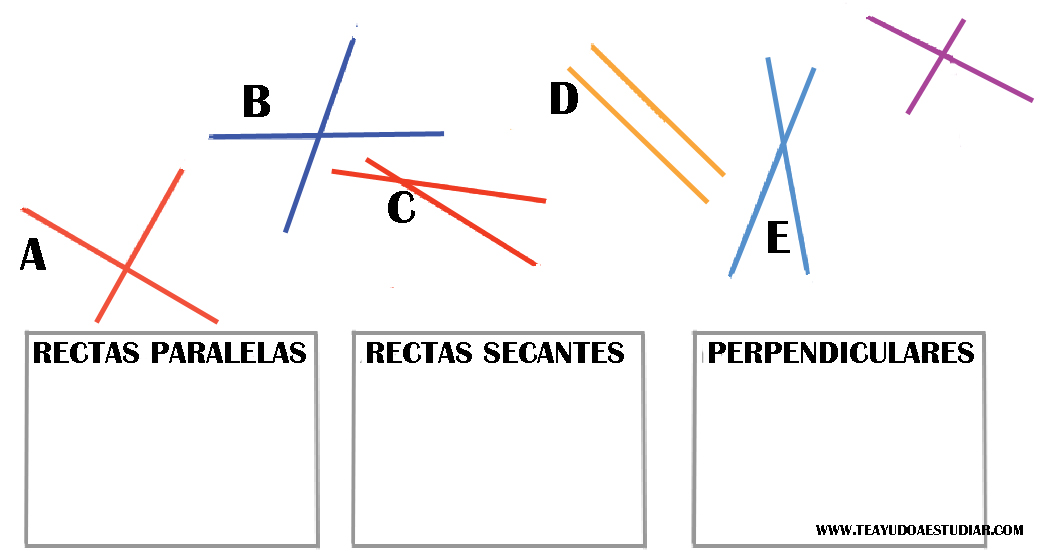 B
D
C
E
A
RECTAS PARALELAS
RECTAS SECANTES
PERPENDICULARES
WWW.TEAYUDOAESTUDIAR.COM